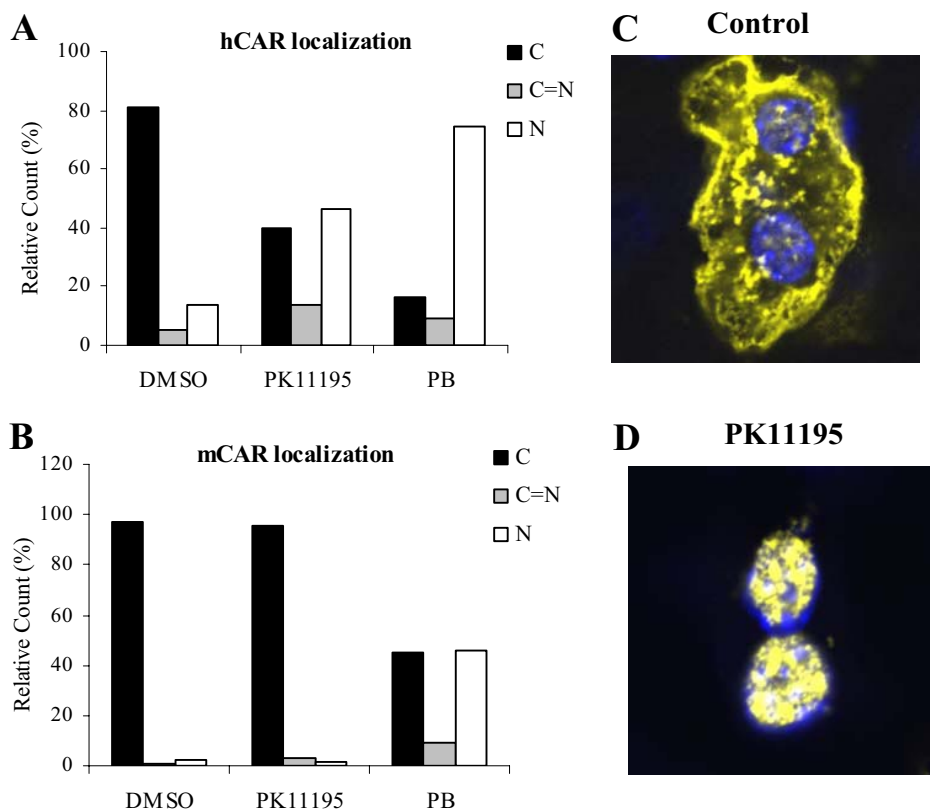 A
hCAR localization
100
80
60
40
20
0
Relative Count (%)
C
C=N
N
DMSO PK11195 PB
B
mCAR localization
120
100
80
60
40
20
0
Relative Count (%)
C
C=N
N
DMSO PK11195 PB
C Control
D PK11195